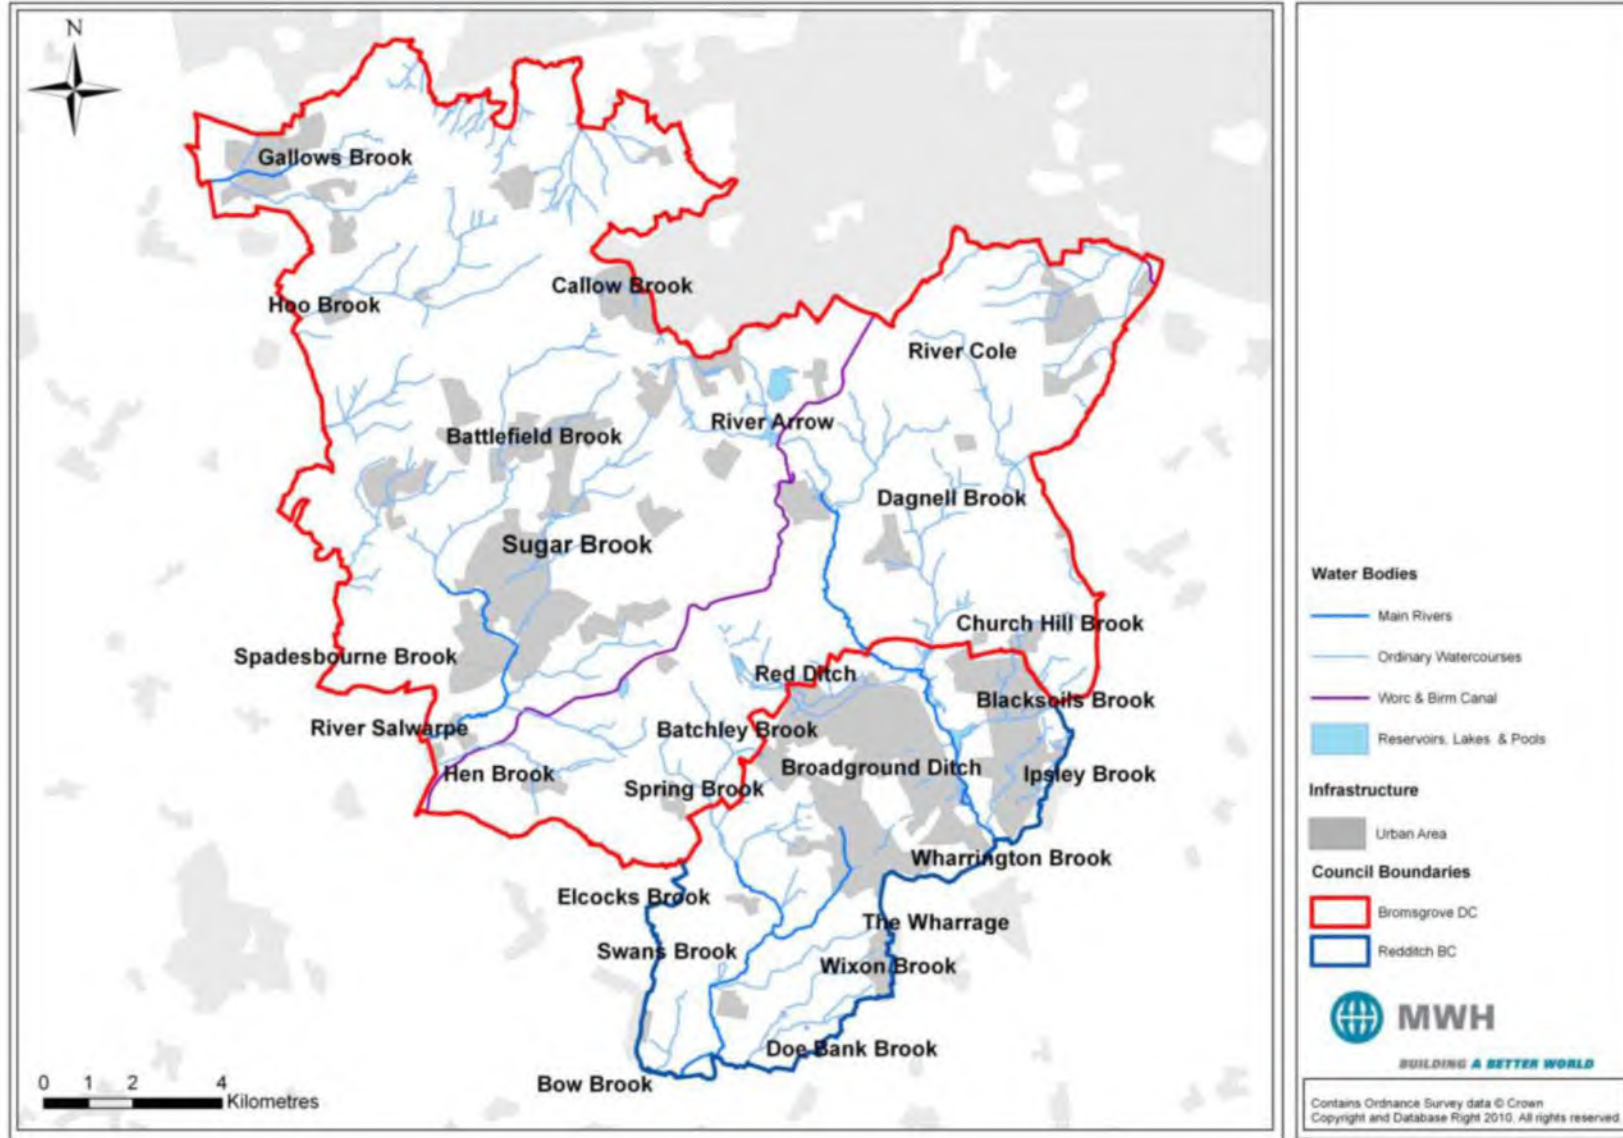 N
Gallows Brook
Callow Brook
Hoo Brook
River Cole
River Arrow
Battlefield Brook
Dagnell Brook
Sugar Brook
Church Hill Brook
Spadesbourne Brook
Red Ditch
Blacksoils Brook
River Salwarpe
Batchley Brook
Hen Brook
Broadground Ditch
Ipsley Brook
Spring Brook
Wharrington Brook
Elcocks Brook
The Wharrage
Swans Brook
Wixon Brook
Doe Bank Brook
Bow Brook
0 1 2 4
Kilometres
Water Bodies
Main Rivers
Ordinary Watercourses
Worc & Birm Canal
Reservoirs, Lakes & Pools
Infrastructure
Urban Area
Council Boundaries
Bromsgrove DC
Redditch BC
MWH
BUILDING A BETTER WORLD
Contains Ordnance Survey data © Crown
Copyright and Database Right 2010. All rights reserved